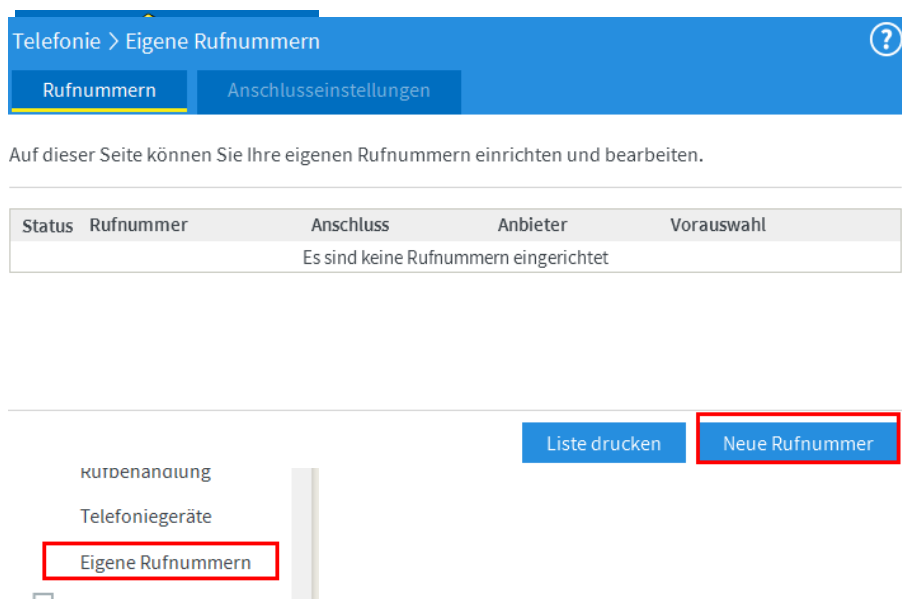 Telefonie > Eigene Rufnummern ?
Rufnummern Anschlusseinstellungen
Auf dieser Seite können Sie Ihre eigenen Rufnummern einrichten und bearbeiten.
Status Rufnummer Anschluss Anbieter Vorauswahl
Es sind keine Rufnummern eingerichtet
Liste drucken Neue Rufnummer
Rufbehandlung
Telefoniegeräte
Eigene Rufnummern